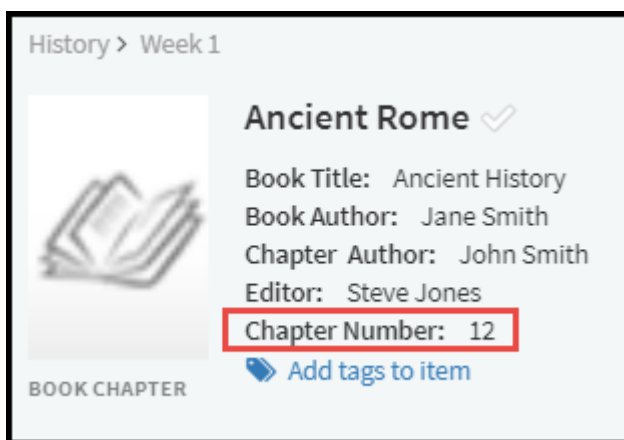 History > Week 1
Ancient Rome
Book Title: Ancient History
Book Author: Jane Smith
Chapter Author: John Smith
Editor: Steve Jones
Chapter Number: 12
Add tags to item
BOOK CHAPTER